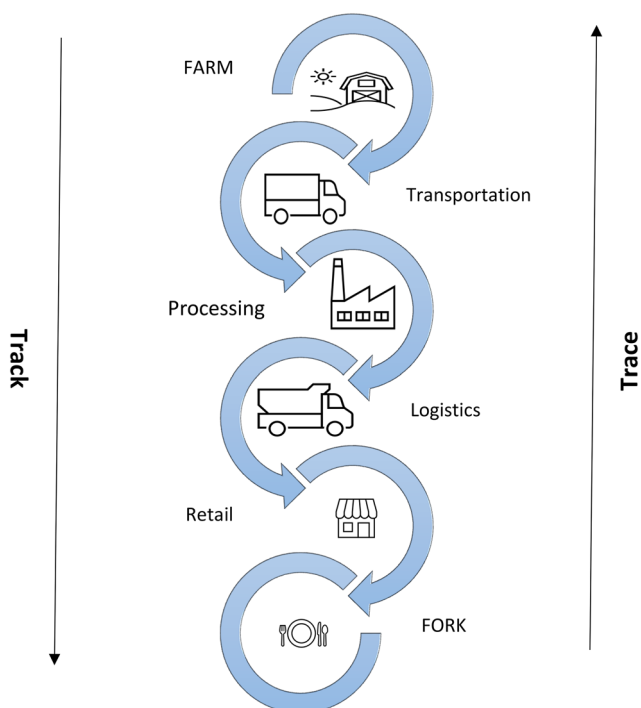 FARM
Transportation
Processing
Track
Trace
Logistics
Retail
FORK